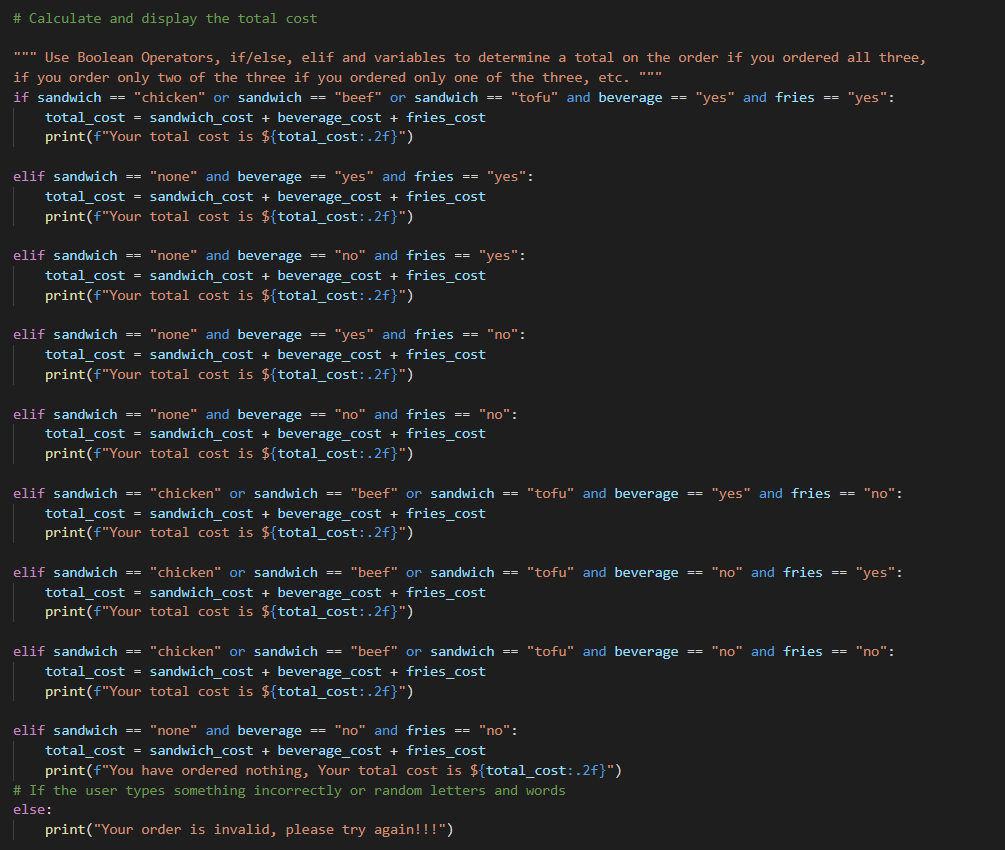 # Calculate and display the total cost
""" Use Boolean Operators, if/else, elif and variables to determine a total on the order if you ordered all three,
if you order only two of the three if you ordered only one of the three, etc. """
if sandwich == "chicken" or sandwich == "beef" or sandwich == "tofu" and beverage == "yes" and fries == "yes":
    total_cost = sandwich_cost + beverage_cost + fries_cost
    print(f"Your total cost is ${total_cost:.2f}")
elif sandwich == "none" and beverage == "yes" and fries == "yes":
    total_cost = sandwich_cost + beverage_cost + fries_cost
    print(f"Your total cost is ${total_cost:.2f}")
elif sandwich == "none" and beverage == "no" and fries == "yes":
    total_cost = sandwich_cost + beverage_cost + fries_cost
    print(f"Your total cost is ${total_cost:.2f}")
elif sandwich == "none" and beverage == "yes" and fries == "no":
    total_cost = sandwich_cost + beverage_cost + fries_cost
    print(f"Your total cost is ${total_cost:.2f}")
elif sandwich == "none" and beverage == "no" and fries == "no":
    total_cost = sandwich_cost + beverage_cost + fries_cost
    print(f"Your total cost is ${total_cost:.2f}")
elif sandwich == "chicken" or sandwich == "beef" or sandwich == "tofu" and beverage == "yes" and fries == "no":
    total_cost = sandwich_cost + beverage_cost + fries_cost
    print(f"Your total cost is ${total_cost:.2f}")
elif sandwich == "chicken" or sandwich == "beef" or sandwich == "tofu" and beverage == "no" and fries == "yes":
    total_cost = sandwich_cost + beverage_cost + fries_cost
    print(f"Your total cost is ${total_cost:.2f}")
elif sandwich == "chicken" or sandwich == "beef" or sandwich == "tofu" and beverage == "no" and fries == "no":
    total_cost = sandwich_cost + beverage_cost + fries_cost
    print(f"Your total cost is ${total_cost:.2f}")
elif sandwich == "none" and beverage == "no" and fries == "no":
    total_cost = sandwich_cost + beverage_cost + fries_cost
    print(f"You have ordered nothing, Your total cost is ${total_cost:.2f}")
# If the user types something incorrectly or random letters and words
else:
    print("Your order is invalid, please try again!!!")